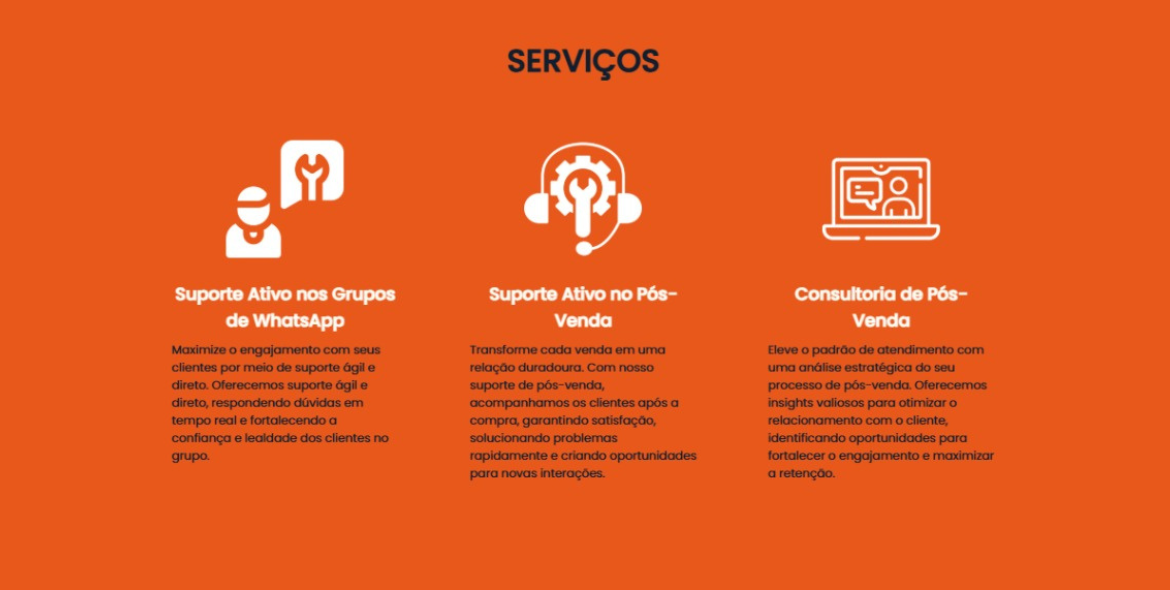 SERVIÇOS
Suporte Ativo nos Grupos
de WhatsApp
Maximize o engajamento com seus
clientes por meio de suporte ágil e
direto. Oferecemos suporte ágil e
direto, respondendo dúvidas em
tempo real e fortalecendo a
confiança e lealdade dos clientes no
grupo.
Suporte Ativo no Pós-
Venda
Transforme cada venda em uma
relação duradoura. Com nosso
suporte de pós-venda,
acompanhamos os clientes após a
compra, garantindo satisfação,
solucionando problemas
rapidamente e criando oportunidades
para novas interações.
Consultoria de Pós-
Venda
Eleve o padrão de atendimento com
uma análise estratégica do seu
processo de pós-venda. Oferecemos
insights valiosos para otimizar o
relacionamento com o cliente,
identificando oportunidades para
fortalecer o engajamento e maximizar
a retenção.